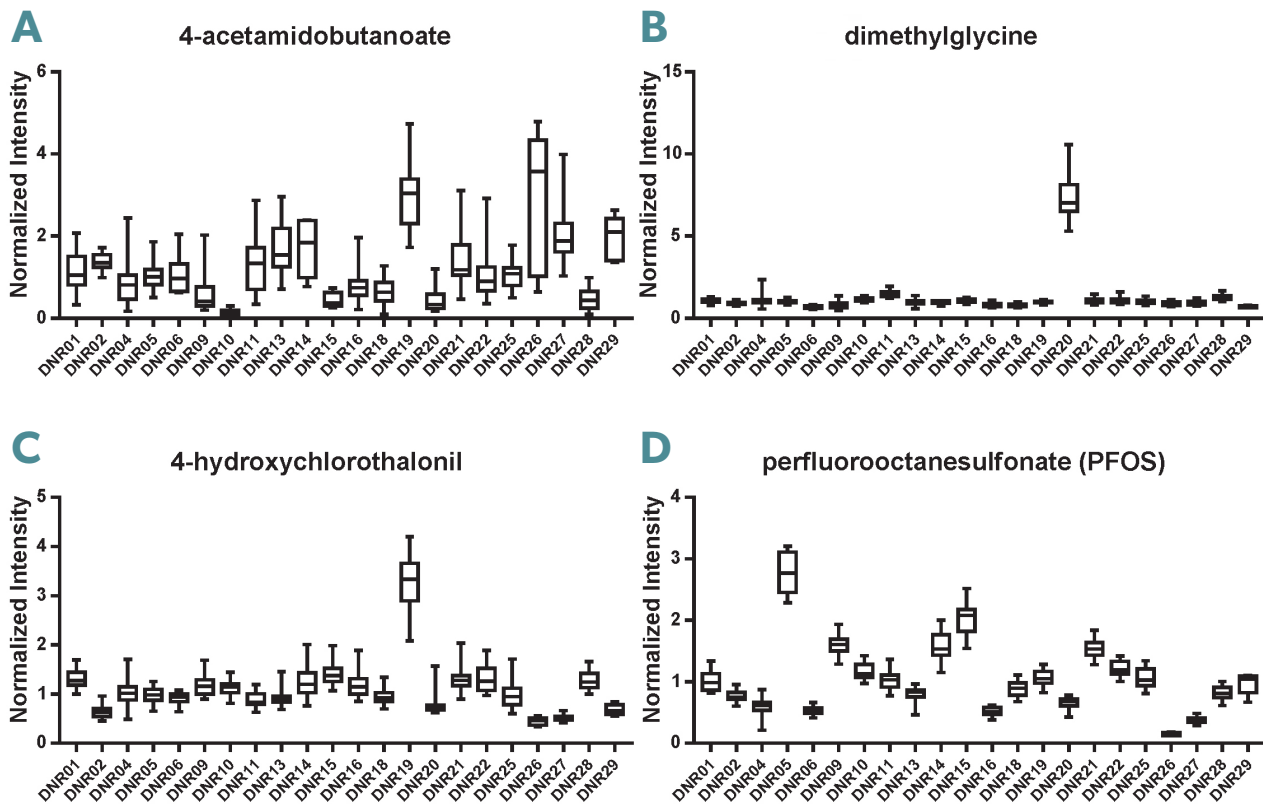 A
4-acetamidobutanoate
Normalized Intensity
6
4
2
0
DNR01 DNR02 DNR04 DNR05 DNR06 DNR09 DNR10 DNR11 DNR13 DNR14 DNR15 DNR16 DNR18 DNR19 DNR20 DNR21 DNR22 DNR25 DNR26 DNR27 DNR28 DNR29
B
dimethylglycine
Normalized Intensity
15
10
5
0
DNR01 DNR02 DNR04 DNR05 DNR06 DNR09 DNR10 DNR11 DNR13 DNR14 DNR15 DNR16 DNR18 DNR19 DNR20 DNR21 DNR22 DNR25 DNR26 DNR27 DNR28 DNR29
C
4-hydroxychlorothalonil
Normalized Intensity
5
4
3
2
1
0
DNR01 DNR02 DNR04 DNR05 DNR06 DNR09 DNR10 DNR11 DNR13 DNR14 DNR15 DNR16 DNR18 DNR19 DNR20 DNR21 DNR22 DNR25 DNR26 DNR27 DNR28 DNR29
D
perfluorooctanesulfonate (PFOS)
Normalized Intensity
4
3
2
1
0
DNR01 DNR02 DNR04 DNR05 DNR06 DNR09 DNR10 DNR11 DNR13 DNR14 DNR15 DNR16 DNR18 DNR19 DNR20 DNR21 DNR22 DNR25 DNR26 DNR27 DNR28 DNR29